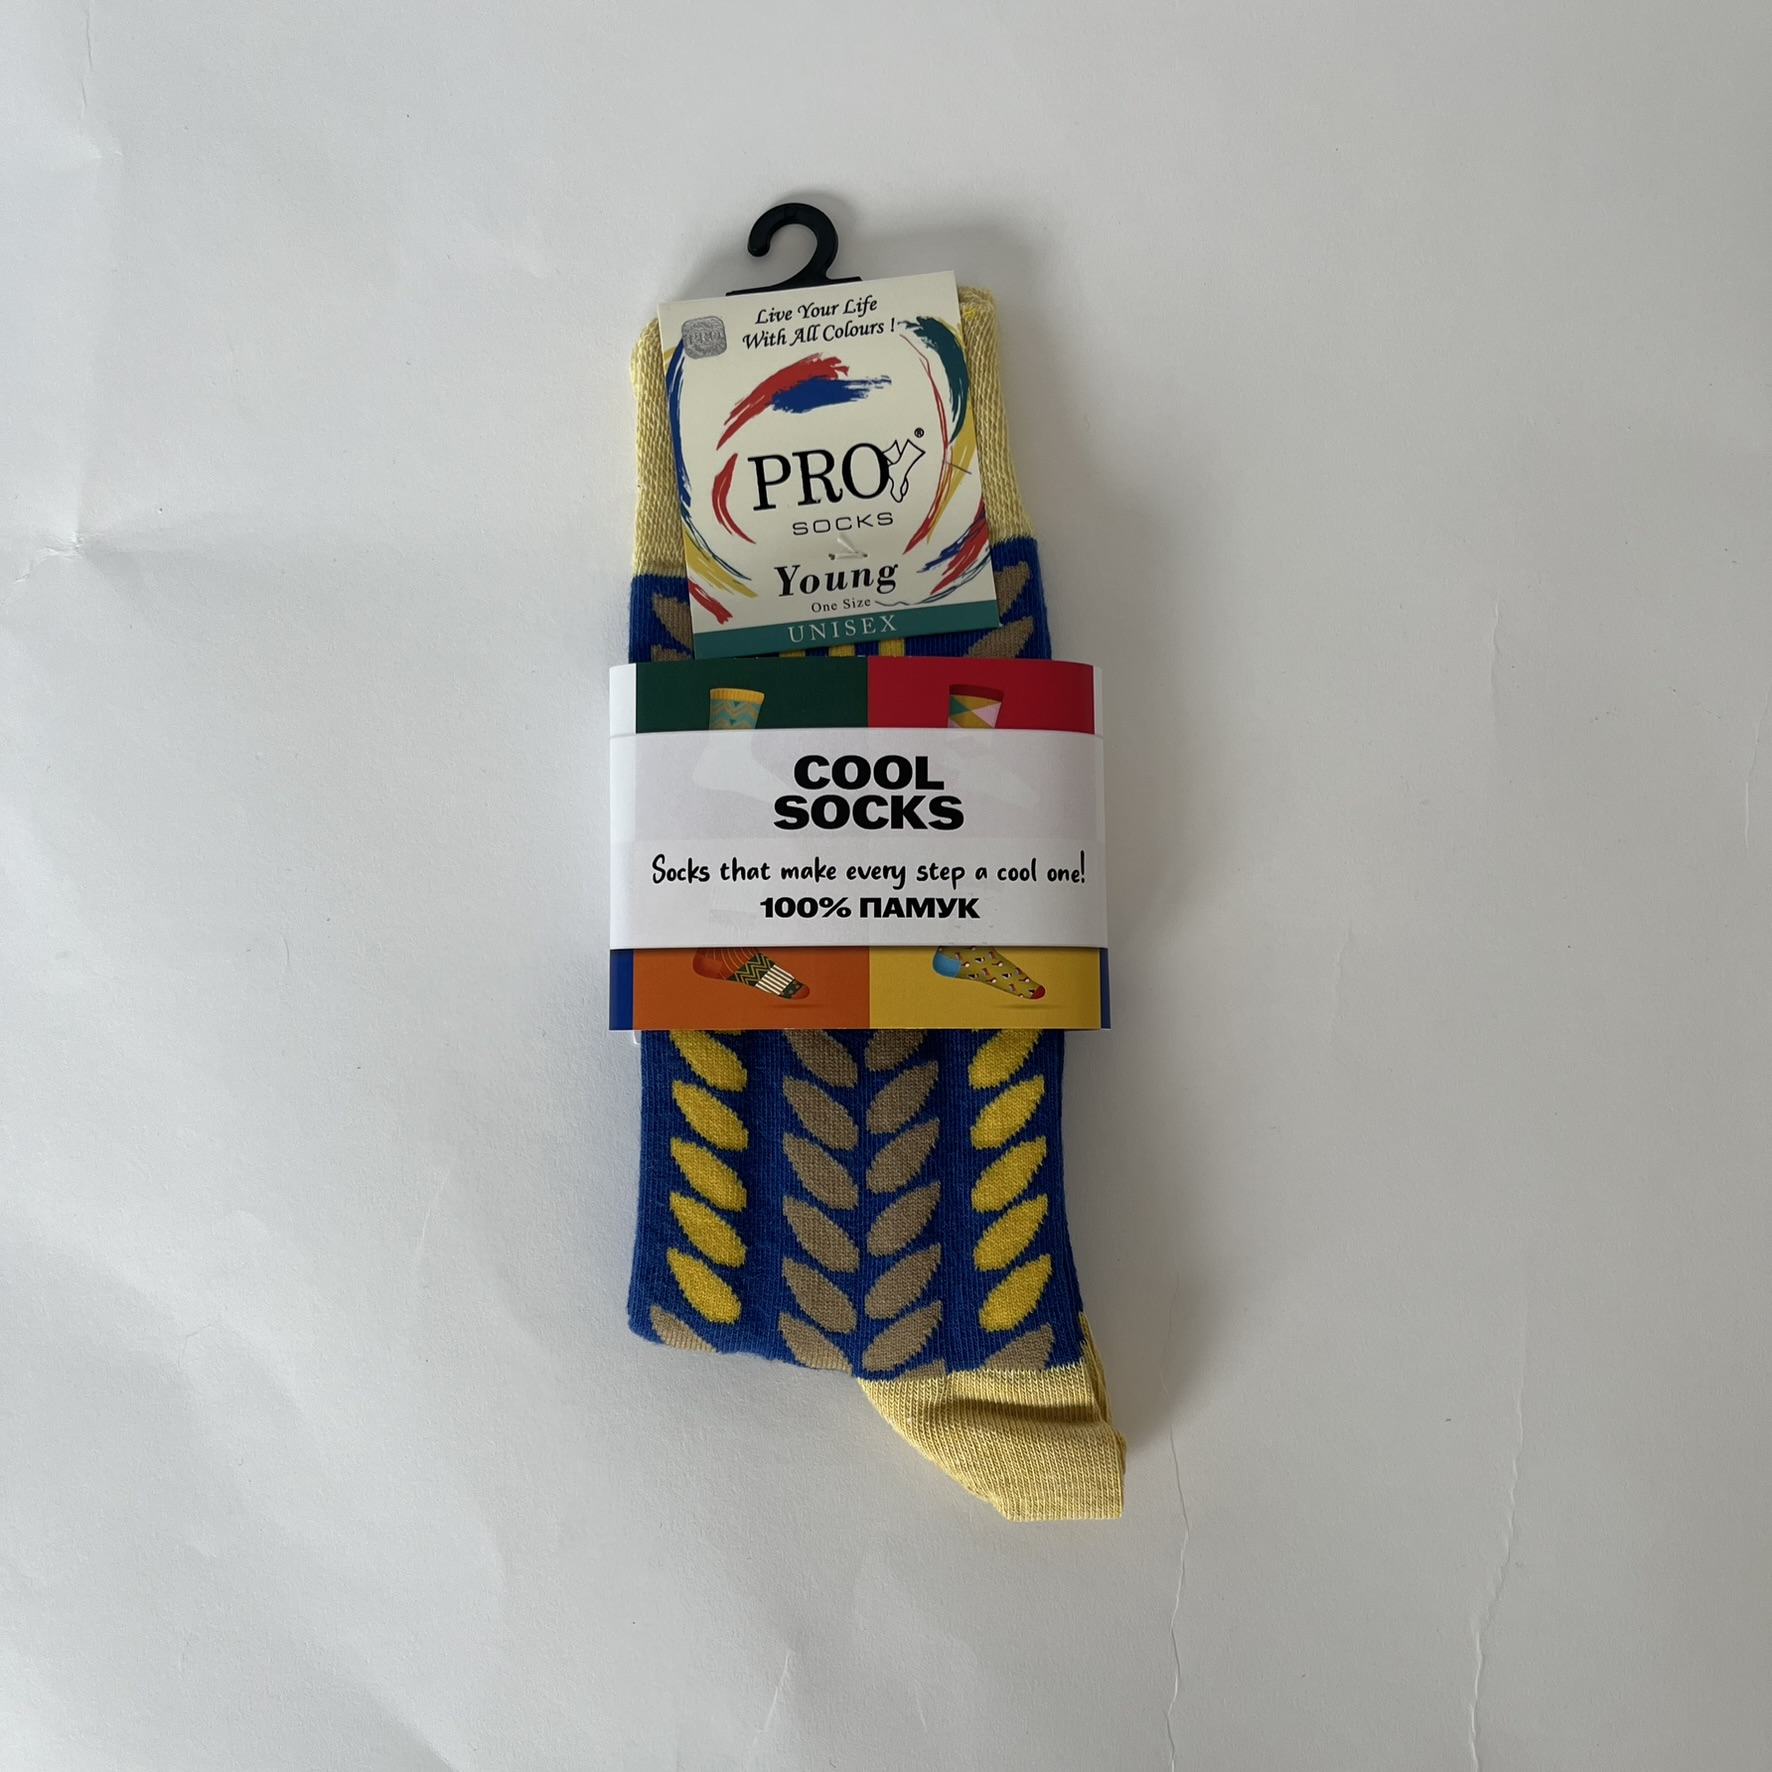 Live Your Life
With All Colours !
PRO
PRO®
SOCKS
Young
One Size
UNISEX
COOL
SOCKS
Socks that make every step a cool one!
100% ПАМУК